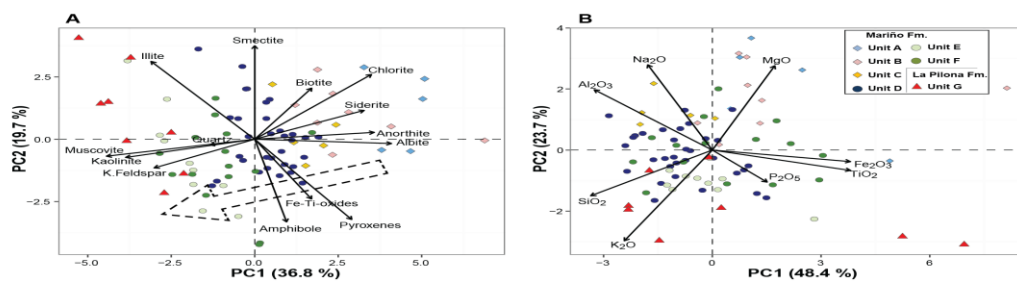 A
PC2 (19.7 %)
2.5
0.0
-2.5
-5.0
-2.5
0.0
2.5
5.0
PC1 (36.8 %)
Smectite
Illite
Chlorite
Biotite
Siderite
Anorthite
Albite
Quartz
Muscovite
Kaolinite
K.Feldspar
Fe-Ti-oxides
Pyroxenes
Amphibole
B
PC2 (23.7 %)
4
2
0
−2
−3
0
3
6
PC1 (48.4 %)
Na2O
MgO
Al2O3
Fe2O3
TiO2
P2O5
SiO2
K2O
Mariño Fm.
Unit A
Unit E
Unit B
Unit F
Unit C
La Pilona Fm.
Unit D
Unit G